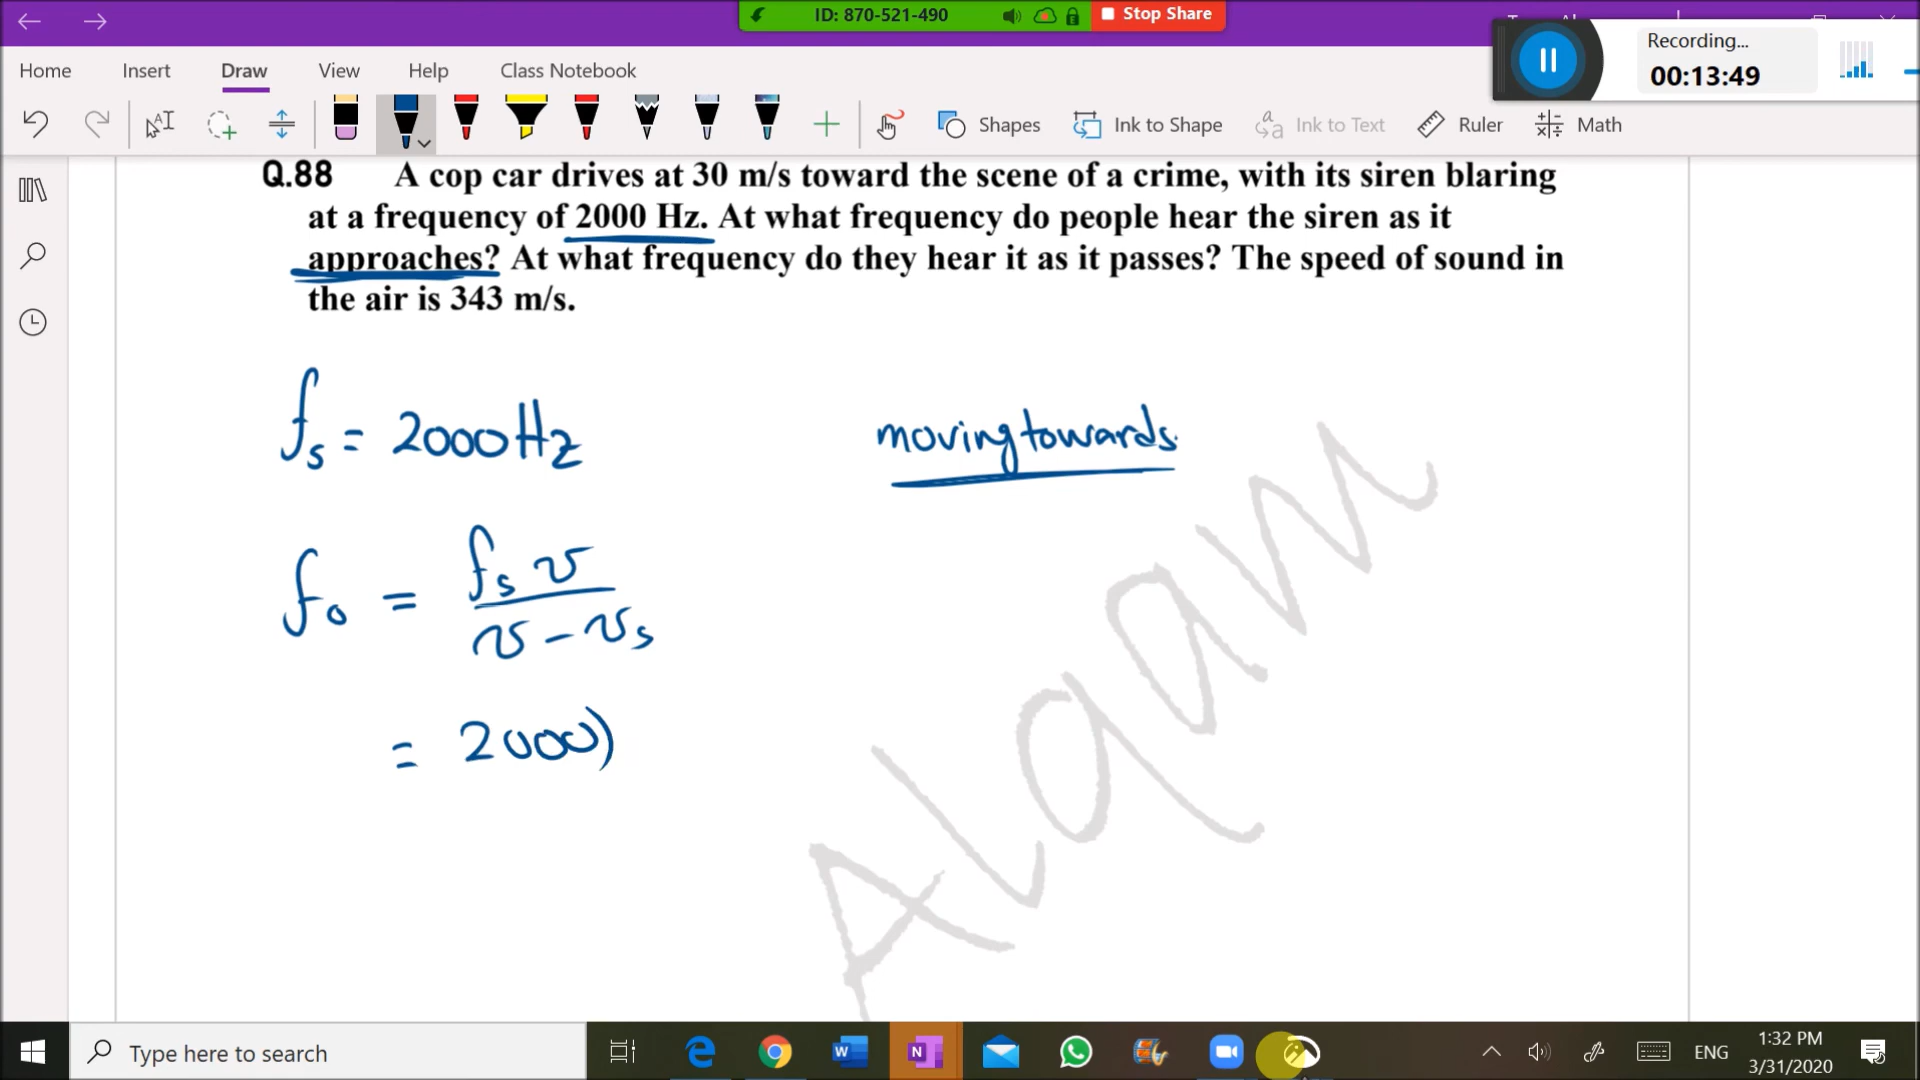 ID: 870-521-490
Stop Share
Recording...
00:13:49
Home Insert Draw View Help Class Notebook
Shapes Ink to Shape Ink to Text Ruler Math
Q.88 A cop car drives at 30 m/s toward the scene of a crime, with its siren blaring
at a frequency of 2000 Hz. At what frequency do people hear the siren as it
approaches? At what frequency do they hear it as it passes? The speed of sound in
the air is 343 m/s.
fs = 2000 Hz
moving towards
fo = fs v
v - vs
= 2000)
Alqam
Type here to search
ENG
1:32 PM
3/31/2020